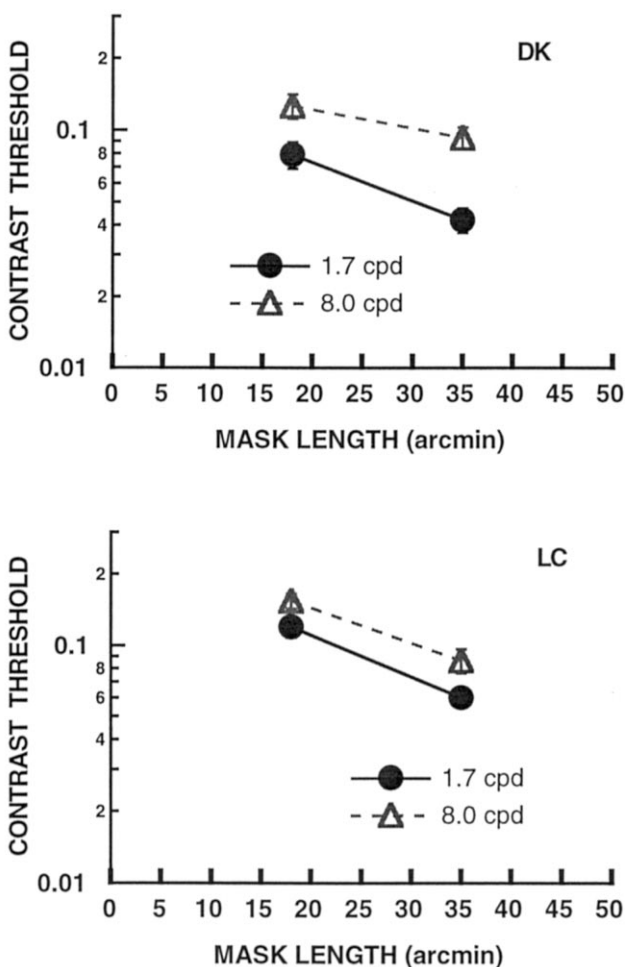 DK
CONTRAST THRESHOLD
2
0.1
8
6
4
2
0.01
1.7 cpd
8.0 cpd
0 5 10 15 20 25 30 35 40 45 50
MASK LENGTH (arcmin)
LC
CONTRAST THRESHOLD
2
0.1
8
6
4
2
0.01
1.7 cpd
8.0 cpd
0 5 10 15 20 25 30 35 40 45 50
MASK LENGTH (arcmin)